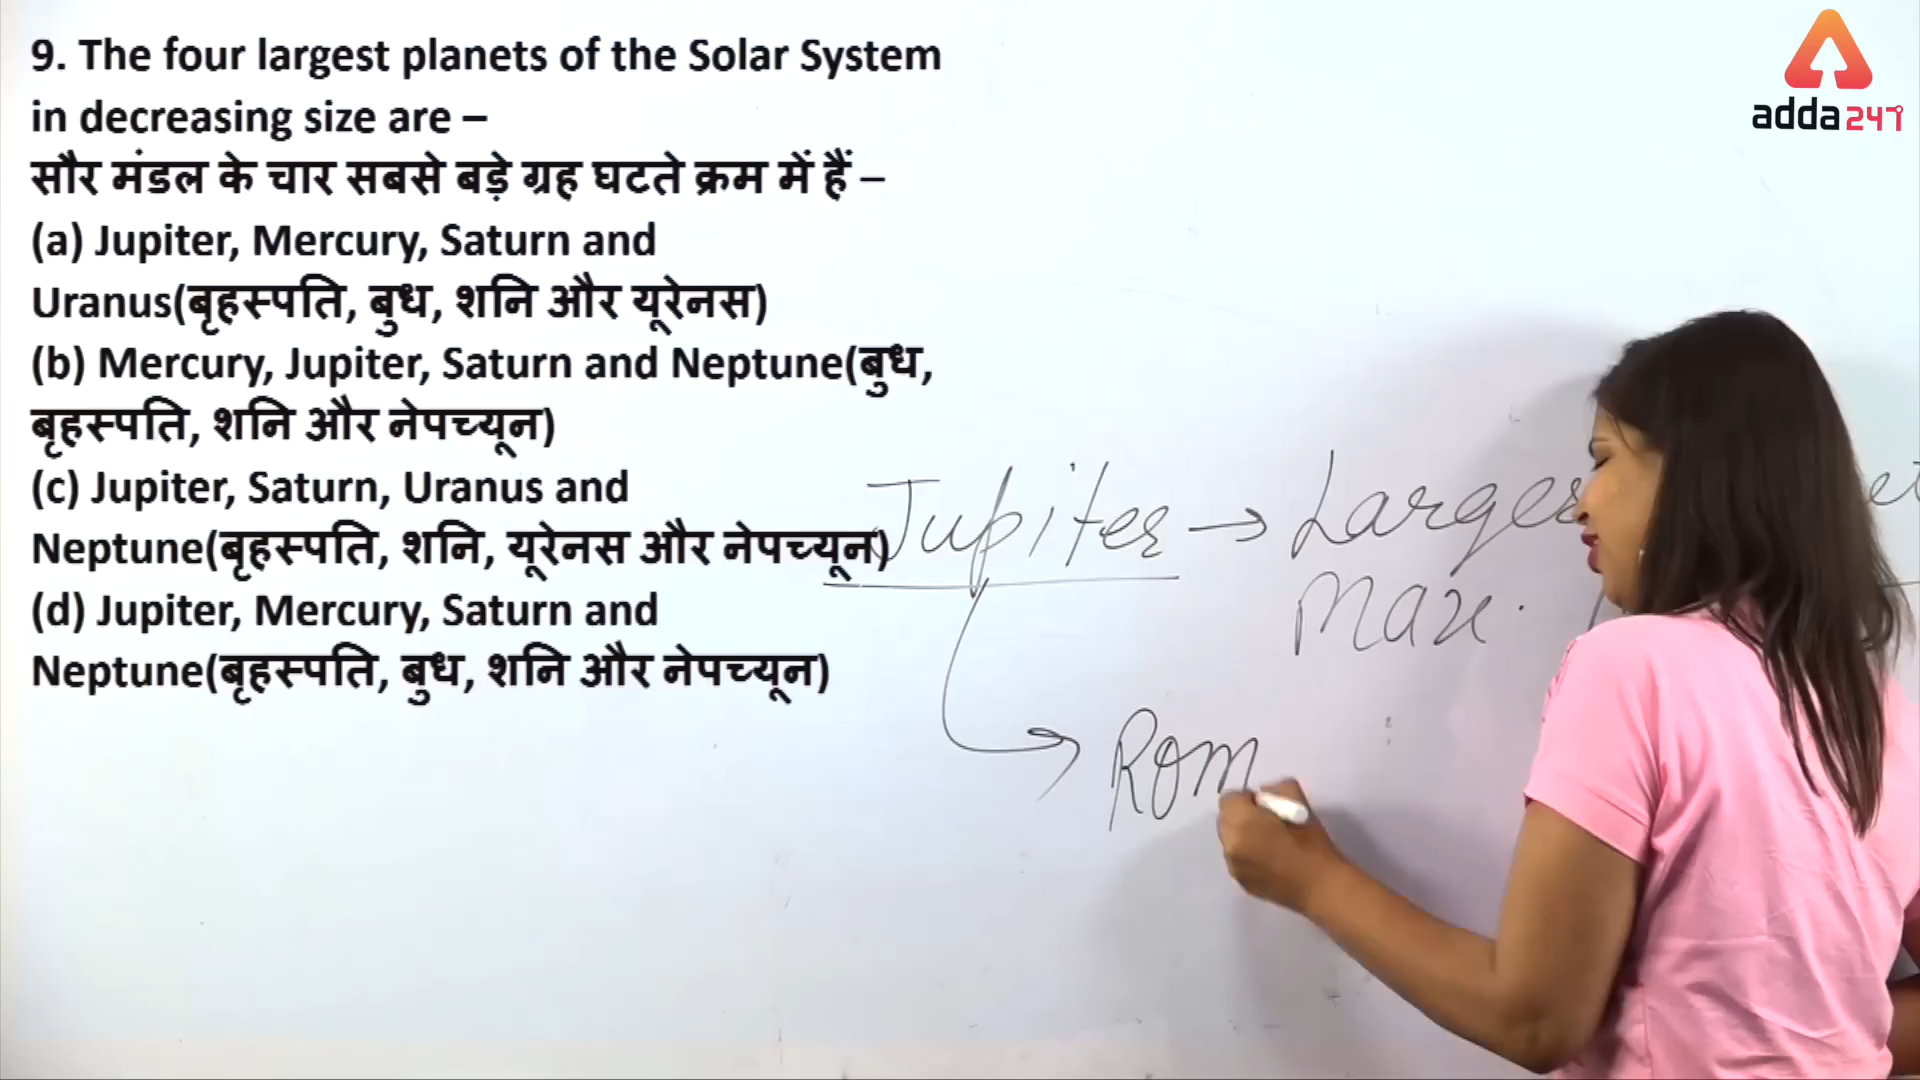 9. The four largest planets of the Solar System
in decreasing size are –
सौर मंडल के चार सबसे बड़े ग्रह घटते क्रम में हैं –
(a) Jupiter, Mercury, Saturn and
Uranus(बृहस्पति, बुध, शनि और यूरेनस)
(b) Mercury, Jupiter, Saturn and Neptune(बुध,
बृहस्पति, शनि और नेपच्यून)
(c) Jupiter, Saturn, Uranus and
Neptune(बृहस्पति, शनि, यूरेनस और नेपच्यून)
(d) Jupiter, Mercury, Saturn and
Neptune(बृहस्पति, बुध, शनि और नेपच्यून)
adda247
Jupiter → Larges
Max.
Rom